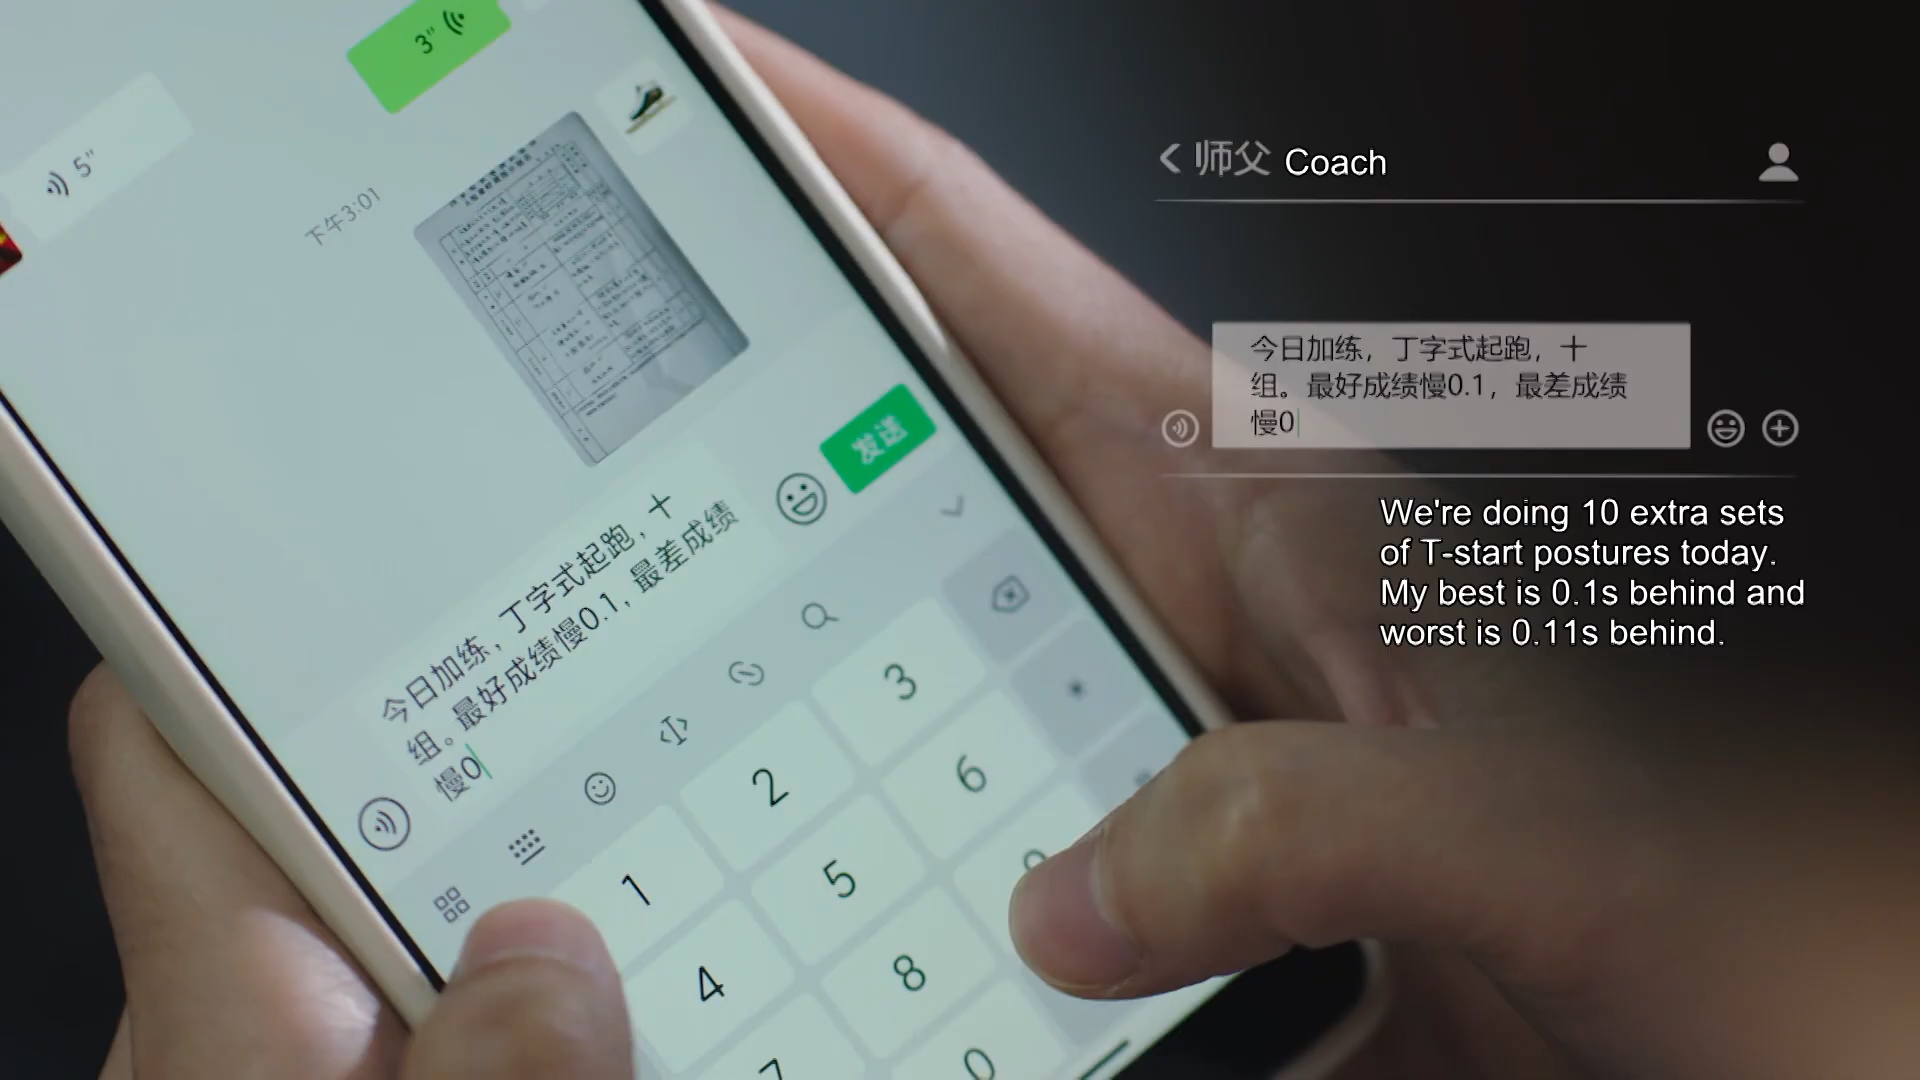 3"
5"
下午3:01
发送
今日加练，丁字式起跑，十
组。最好成绩慢0.1，最差成绩
慢0
1
2
3
4
5
6
7
8
9
0
师父 Coach
今日加练，丁字式起跑，十
组。最好成绩慢0.1，最差成绩
慢0
We're doing 10 extra sets
of T-start postures today.
My best is 0.1s behind and
worst is 0.11s behind.